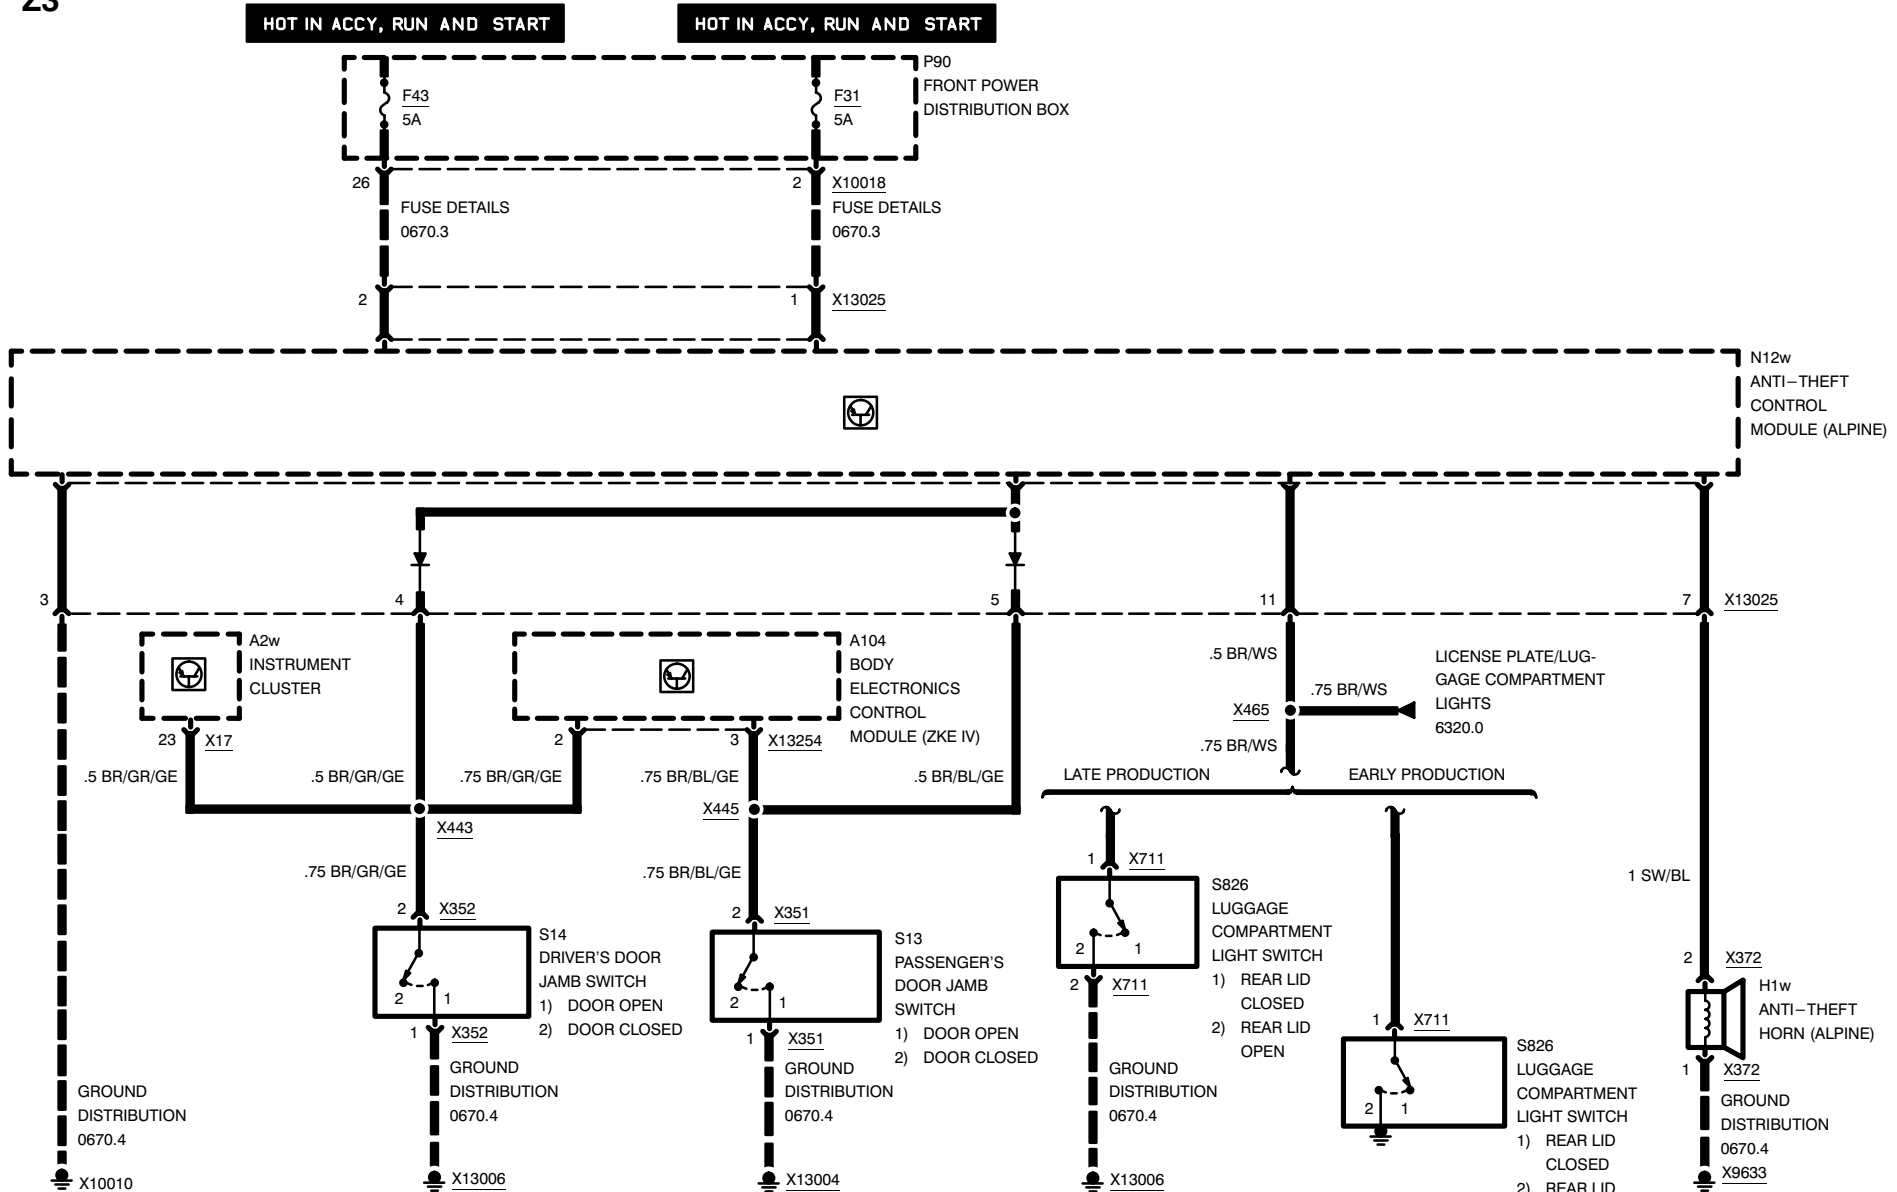 Z3
HOT IN ACCY, RUN AND START
HOT IN ACCY, RUN AND START
P90
FRONT POWER
DISTRIBUTION BOX
F43
5A
F31
5A
26
2
X10018
FUSE DETAILS
0670.3
FUSE DETAILS
0670.3
2
1
X13025
N12w
ANTI-THEFT
CONTROL
MODULE (ALPINE)
3
4
5
11
7
X13025
A2w
INSTRUMENT
CLUSTER
A104
BODY
ELECTRONICS
CONTROL
MODULE (ZKE IV)
.5 BR/WS
LICENSE PLATE/LUG-
GAGE COMPARTMENT
LIGHTS
6320.0
.75 BR/WS
X465
.75 BR/WS
23
X17
2
3
X13254
.5 BR/GR/GE
.5 BR/GR/GE
.75 BR/GR/GE
.75 BR/BL/GE
.5 BR/BL/GE
LATE PRODUCTION
EARLY PRODUCTION
X443
X445
.75 BR/GR/GE
.75 BR/BL/GE
1
X711
1 SW/BL
2
X352
2
X351
S14
DRIVER'S DOOR
JAMB SWITCH
1) DOOR OPEN
2) DOOR CLOSED
2
1
S13
PASSENGER'S
DOOR JAMB
SWITCH
1) DOOR OPEN
2) DOOR CLOSED
2
1
S826
LUGGAGE
COMPARTMENT
LIGHT SWITCH
1) REAR LID
CLOSED
2) REAR LID
OPEN
2
1
2
X711
2
X372
H1w
ANTI-THEFT
HORN (ALPINE)
1
X352
1
X351
1
X711
S826
LUGGAGE
COMPARTMENT
LIGHT SWITCH
1) REAR LID
CLOSED
2) REAR LID
2
1
1
X372
GROUND
DISTRIBUTION
0670.4
GROUND
DISTRIBUTION
0670.4
GROUND
DISTRIBUTION
0670.4
GROUND
DISTRIBUTION
0670.4
GROUND
DISTRIBUTION
0670.4
X10010
X13006
X13004
X13006
X9633